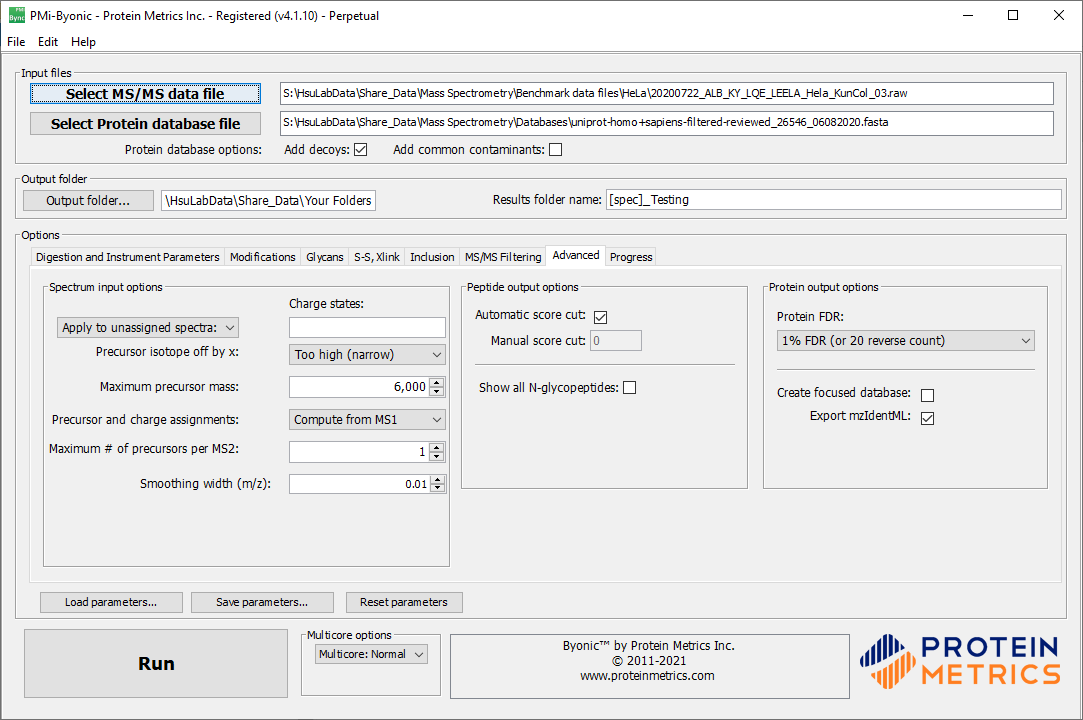 PMi-Byonic - Protein Metrics Inc. - Registered (v4.1.10) - Perpetual
File Edit Help
Input files
Select MS/MS data file S:\HsuLabData\Share_Data\Mass Spectrometry\Benchmark data files\HeLa\20200722_ALB_KY_LQE_LEELA_Hela_KunCol_03.raw
Select Protein database file S:\HsuLabData\Share_Data\Mass Spectrometry\Databases\uniprot-homo+sapiens-filtered-reviewed_26546_06082020.fasta
Protein database options: Add decoys: Add common contaminants:
Output folder
Output folder... \HsuLabData\Share_Data\Your Folders Results folder name: [spec]_Testing
Options
Digestion and Instrument Parameters Modifications Glycans S-S, Xlink Inclusion MS/MS Filtering Advanced Progress
Spectrum input options
Charge states:
Apply to unassigned spectra:
Precursor isotope off by x: Too high (narrow)
Maximum precursor mass: 6,000
Precursor and charge assignments: Compute from MS1
Maximum # of precursors per MS2: 1
Smoothing width (m/z): 0.01
Peptide output options
Automatic score cut:
Manual score cut: 0
Show all N-glycopeptides:
Protein output options
Protein FDR:
1% FDR (or 20 reverse count)
Create focused database:
Export mzIdentML:
Load parameters... Save parameters... Reset parameters
Run
Multicore options
Multicore: Normal
Byonic™ by Protein Metrics Inc.
© 2011-2021
www.proteinmetrics.com
PROTEIN
METRICS